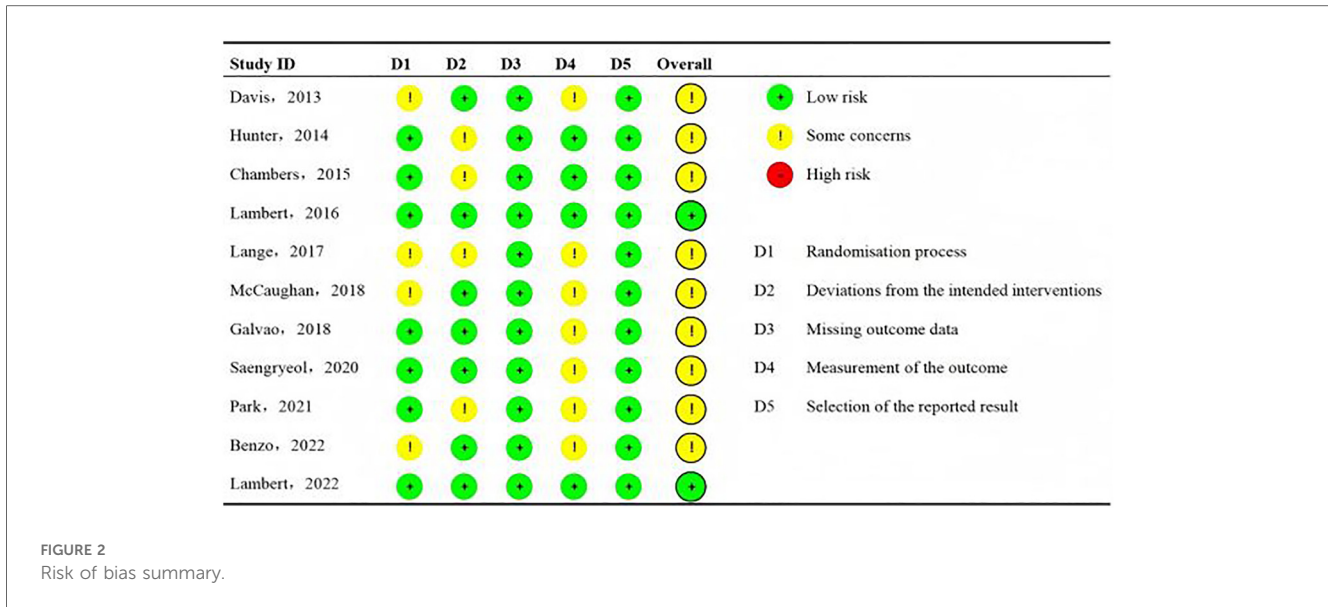 Study ID D1 D2 D3 D4 D5 Overall
Davis, 2013 ! + + ! + ! + Low risk
Hunter, 2014 + ! + + + ! ! Some concerns
Chambers, 2015 + ! + + + ! - High risk
Lambert, 2016 + + + + + +
Lange, 2017 ! ! + ! + ! D1 Randomisation process
McCaughan, 2018 ! + + ! + ! D2 Deviations from the intended interventions
Galvao, 2018 + + + ! + ! D3 Missing outcome data
Saengryeol, 2020 + + + ! + ! D4 Measurement of the outcome
Park, 2021 + ! + ! + ! D5 Selection of the reported result
Benzo, 2022 ! + + ! + !
Lambert, 2022 + + + + + +
FIGURE 2
Risk of bias summary.